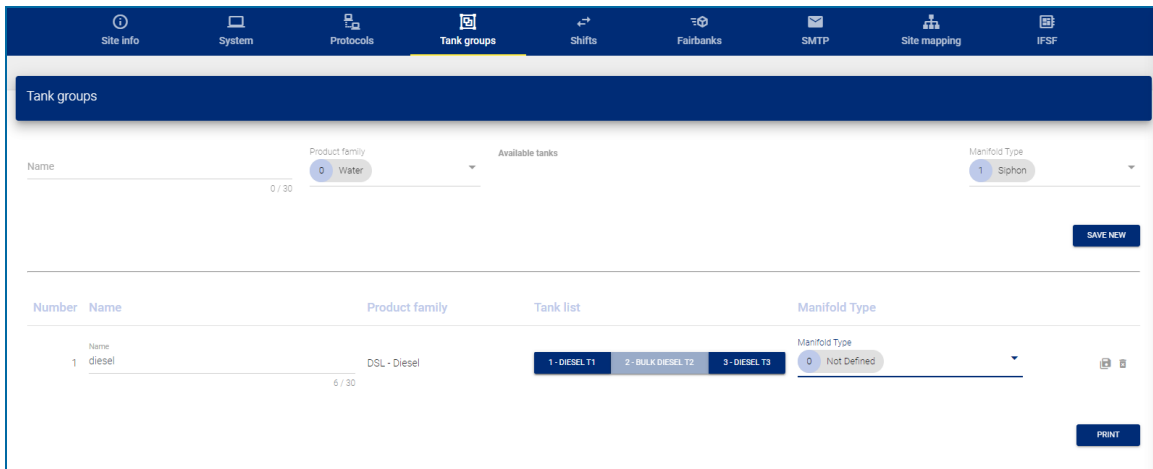 Site info System Protocols Tank groups Shifts Fairbanks SMTP Site mapping IFSF
Tank groups
Name
0 / 30
Product family
0 Water
Available tanks
Manifold Type
1 Siphon
SAVE NEW
Number Name Product family Tank list Manifold Type
1
Name
diesel
6 / 30
DSL - Diesel
1 - DIESEL T1 2 - BULK DIESEL T2 3 - DIESEL T3
Manifold Type
0 Not Defined
PRINT